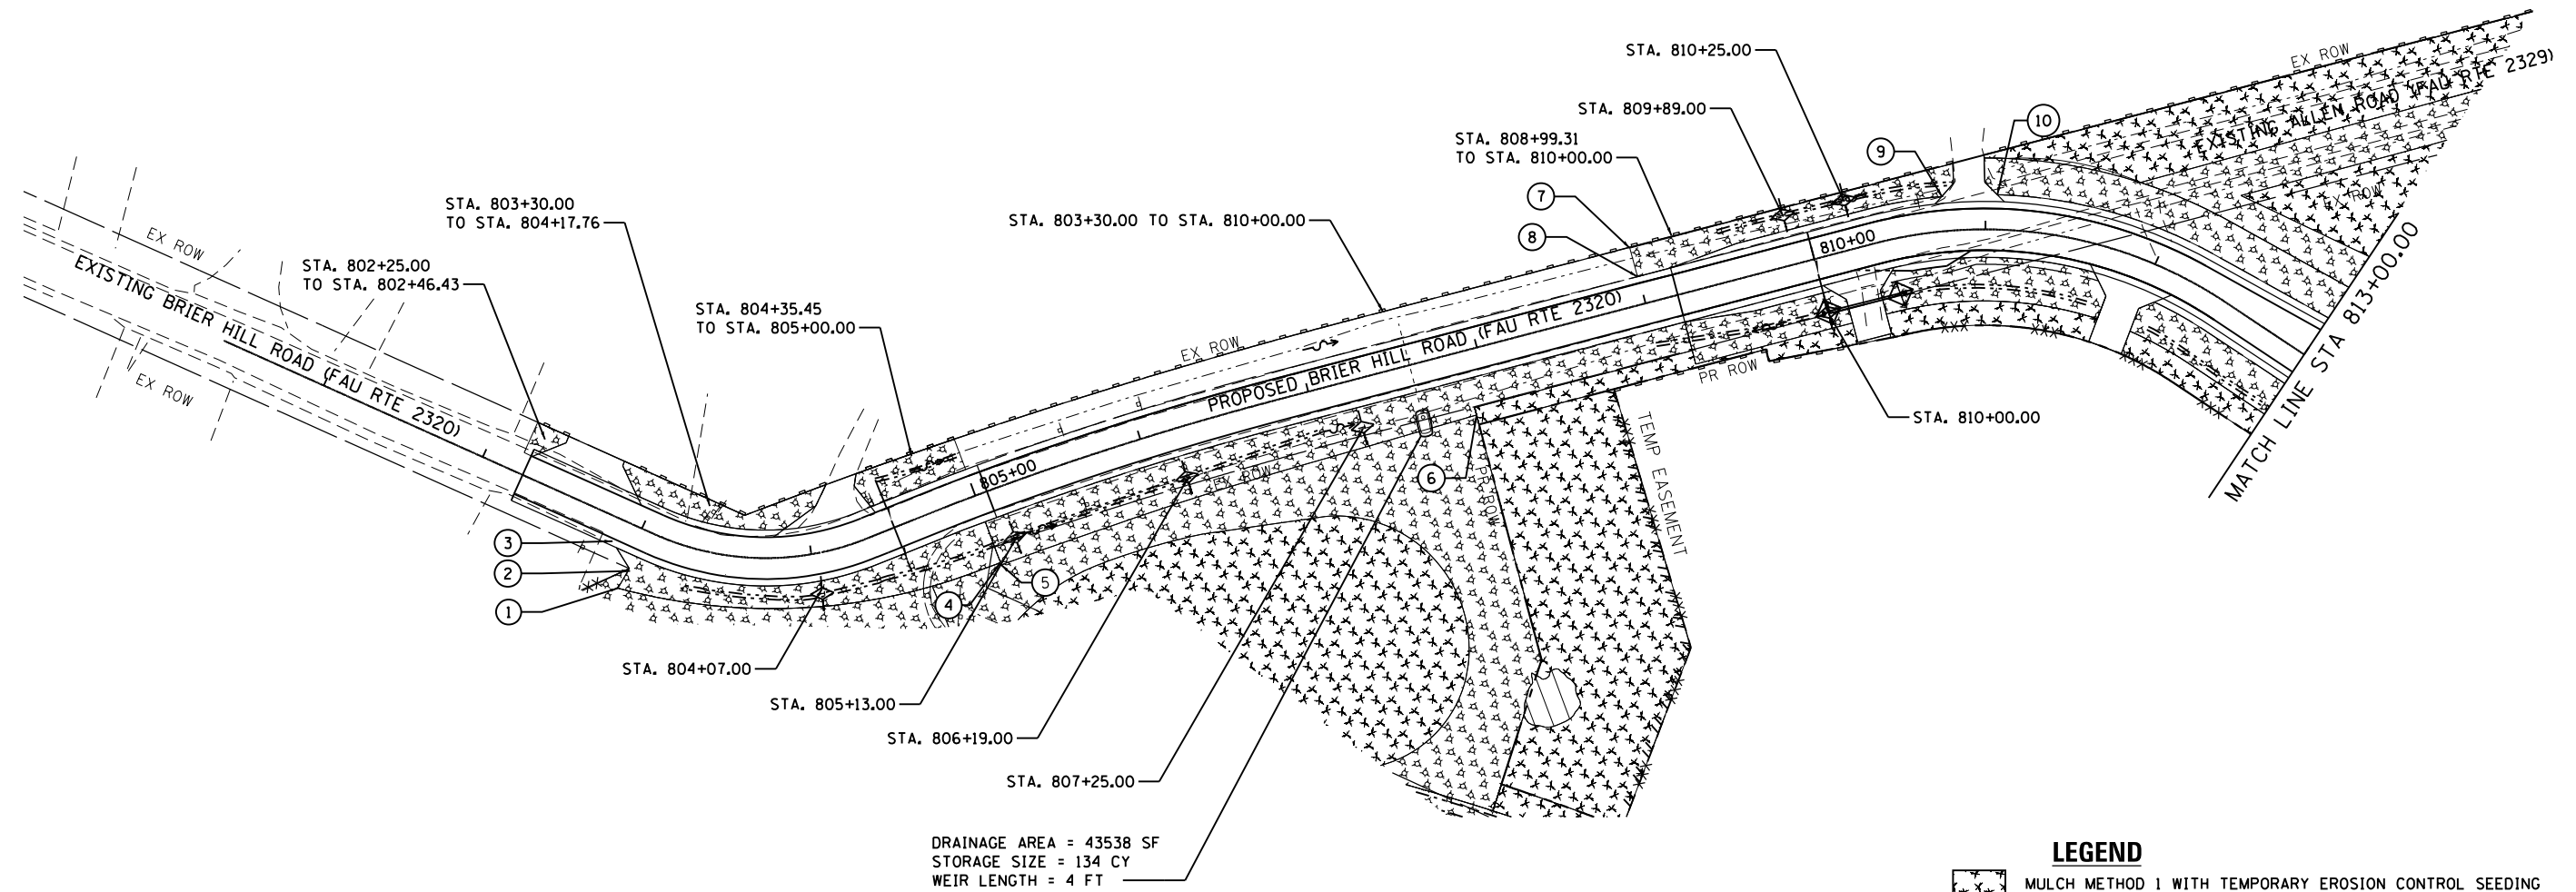 STA. 810+25.00
EX ROW
EXISTING ALLEN ROAD (FAU RTE 2329)
STA. 809+89.00
10
STA. 808+99.31
TO STA. 810+00.00
9
7
EX ROW
STA. 803+30.00
TO STA. 804+17.76
STA. 803+30.00 TO STA. 810+00.00
8
810+00
EX ROW
STA. 802+25.00
TO STA. 802+46.43
EXISTING BRIER HILL ROAD (FAU RTE 2320)
STA. 804+35.45
TO STA. 805+00.00
EX ROW
PROPOSED BRIER HILL ROAD (FAU RTE 2320)
EX ROW
PR ROW
MATCH LINE STA 813+00.00
STA. 810+00.00
TEMP EASEMENT
805+00
EX ROW
6
PR ROW
3
2
1
5
4
STA. 804+07.00
STA. 805+13.00
STA. 806+19.00
STA. 807+25.00
DRAINAGE AREA = 43538 SF
STORAGE SIZE = 134 CY
WEIR LENGTH = 4 FT
LEGEND
MULCH METHOD 1 WITH TEMPORARY EROSION CONTROL SEEDING